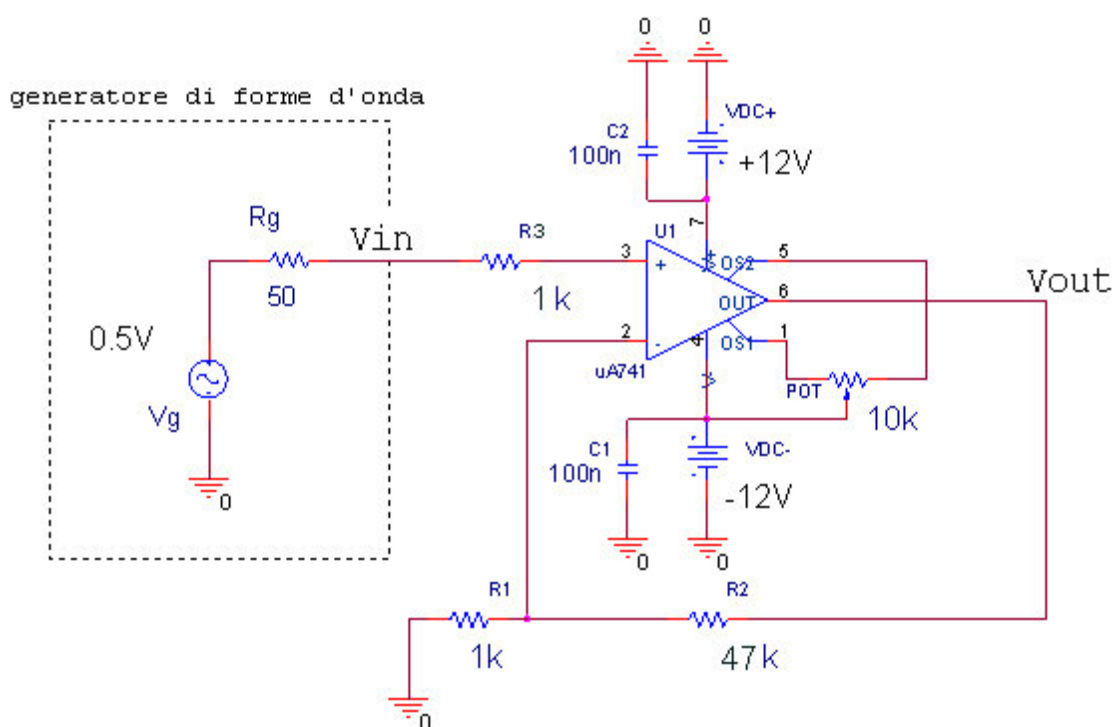 0 0
generatore di forme d'onda
VDC+
C2
100n
+12V
Rg
Vin
R3
7
U1
3
+
+
OS2
5
50
1k
OUT
6
Vout
0.5V
2
-
4
OS1
1
uA741
POT
10k
Vg
C1
100n
VDC-
-12V
0
0 0
R1
R2
1k
47k
0